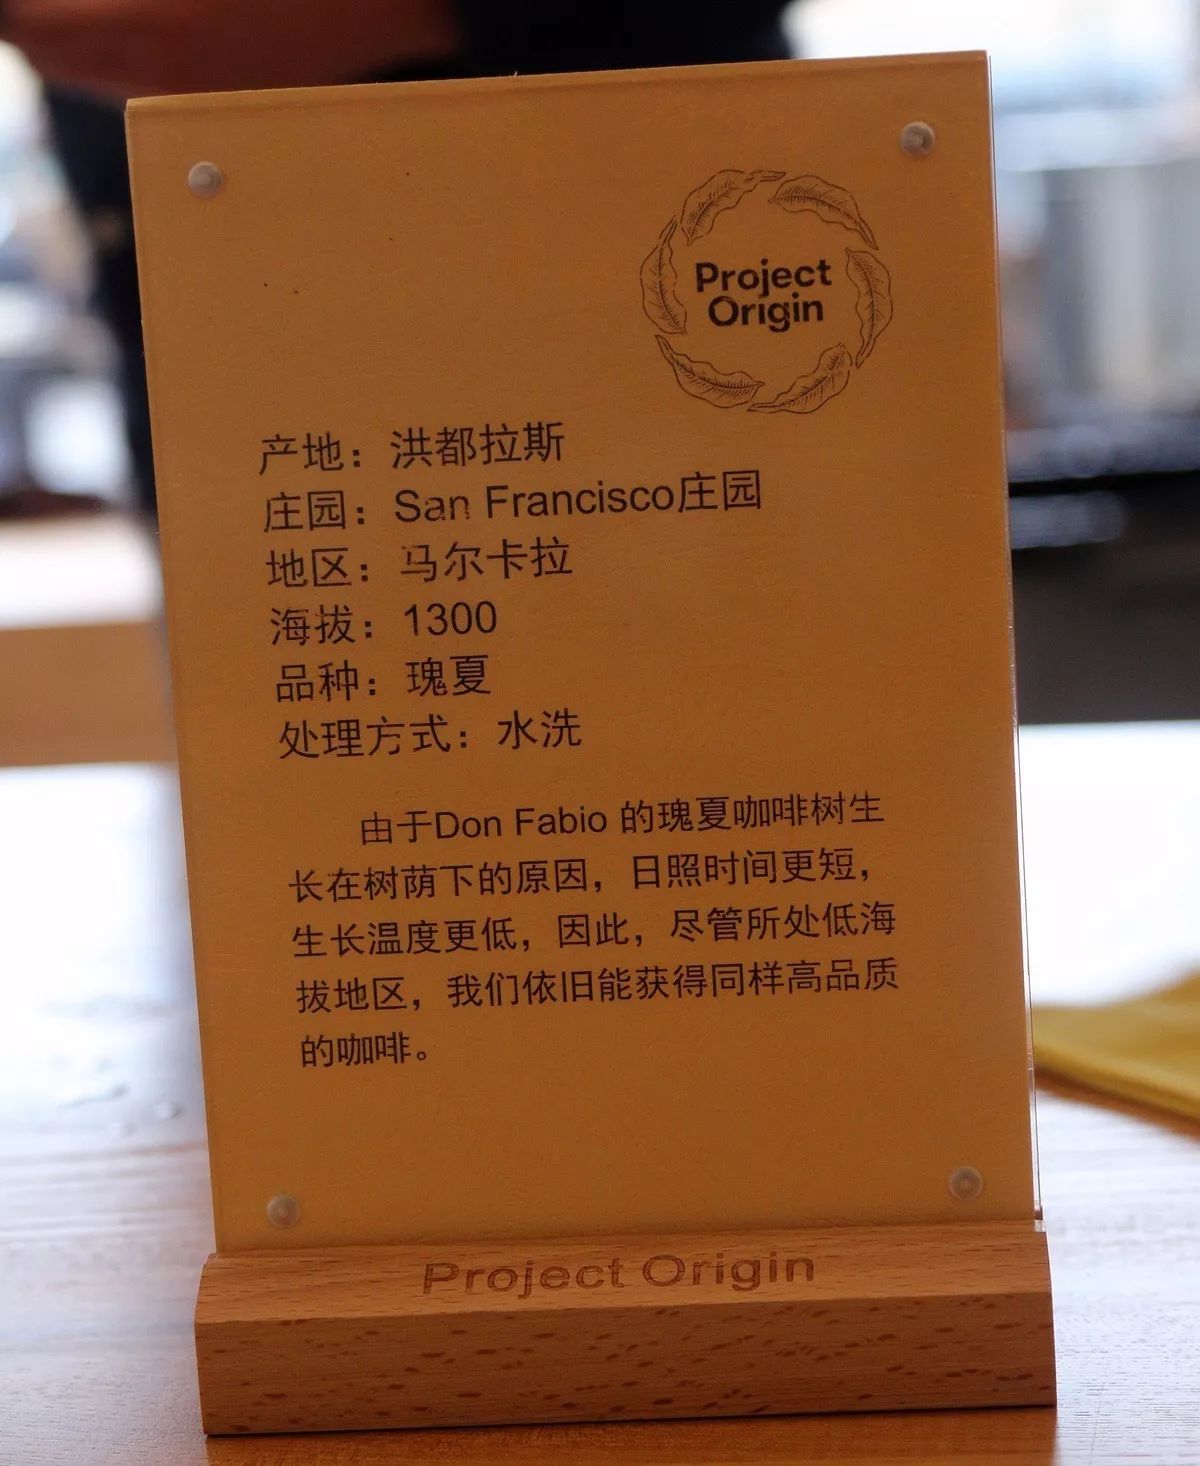 Project
Origin
产地：洪都拉斯
庄园：San Francisco庄园
地区：马尔卡拉
海拔：1300
品种：瑰夏
处理方式：水洗
由于Don Fabio 的瑰夏咖啡树生
长在树荫下的原因，日照时间更短，
生长温度更低，因此，尽管所处低海
拔地区，我们依旧能获得同样高品质
的咖啡。
Project Origin